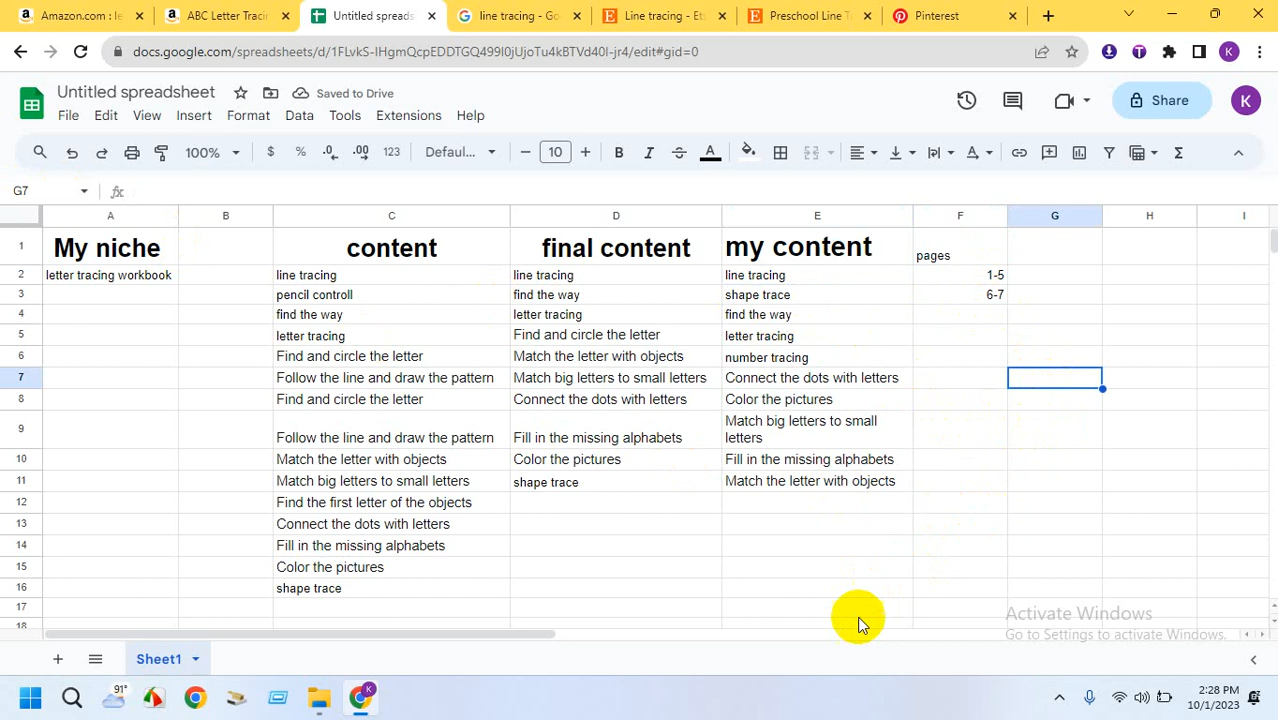 Amazon.com : le
ABC Letter Tracin
Untitled spreads
line tracing - Go
Line tracing - Ets
Preschool Line T
Pinterest
docs.google.com/spreadsheets/d/1FLvkS-IHgmQcpEDDTGQ499I0jUjoTu4kBTVd40I-jr4/edit#gid=0
K
Untitled spreadsheet
Saved to Drive
Share
K
File Edit View Insert Format Data Tools Extensions Help
100% $ % .0 .00 123 Defaul... 10 B I A
G7 fx
A B C D E F G H I
1 My niche content final content my content pages
2 letter tracing workbook line tracing line tracing line tracing 1-5
3 pencil controll find the way shape trace 6-7
4 find the way letter tracing find the way
5 letter tracing Find and circle the letter letter tracing
6 Find and circle the letter Match the letter with objects number tracing
7 Follow the line and draw the pattern Match big letters to small letters Connect the dots with letters
8 Find and circle the letter Connect the dots with letters Color the pictures
9 Follow the line and draw the pattern Fill in the missing alphabets Match big letters to small letters
10 Match the letter with objects Color the pictures Fill in the missing alphabets
11 Match big letters to small letters shape trace Match the letter with objects
12 Find the first letter of the objects
13 Connect the dots with letters
14 Fill in the missing alphabets
15 Color the pictures
16 shape trace
17
18
Activate Windows
Go to Settings to activate Windows.
Sheet1
91°
K
2:28 PM
10/1/2023